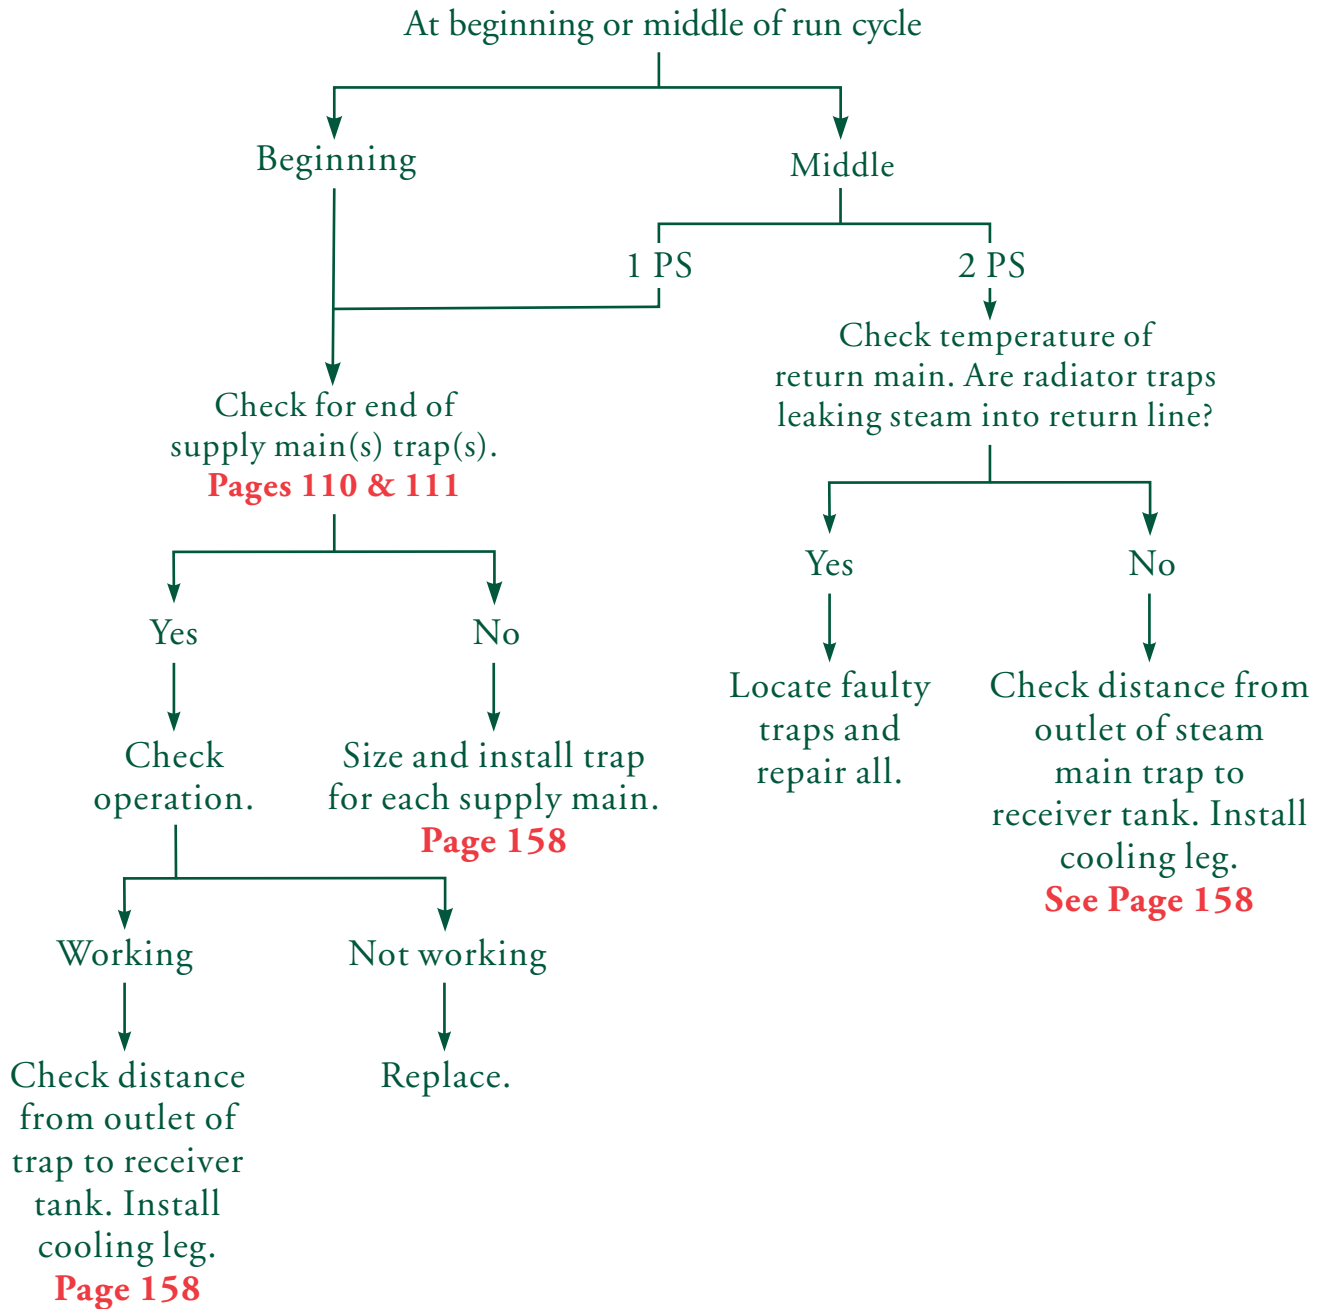 At beginning or middle of run cycle
Beginning
Middle
1 PS
2 PS
Check temperature of
return main. Are radiator traps
leaking steam into return line?
Check for end of
supply main(s) trap(s).
Pages 110 & 111
Yes
No
Yes
No
Locate faulty
traps and
repair all.
Check distance from
outlet of steam
main trap to
receiver tank. Install
cooling leg.
See Page 158
Check
operation.
Size and install trap
for each supply main.
Page 158
Working
Not working
Check distance
from outlet of
trap to receiver
tank. Install
cooling leg.
Page 158
Replace.